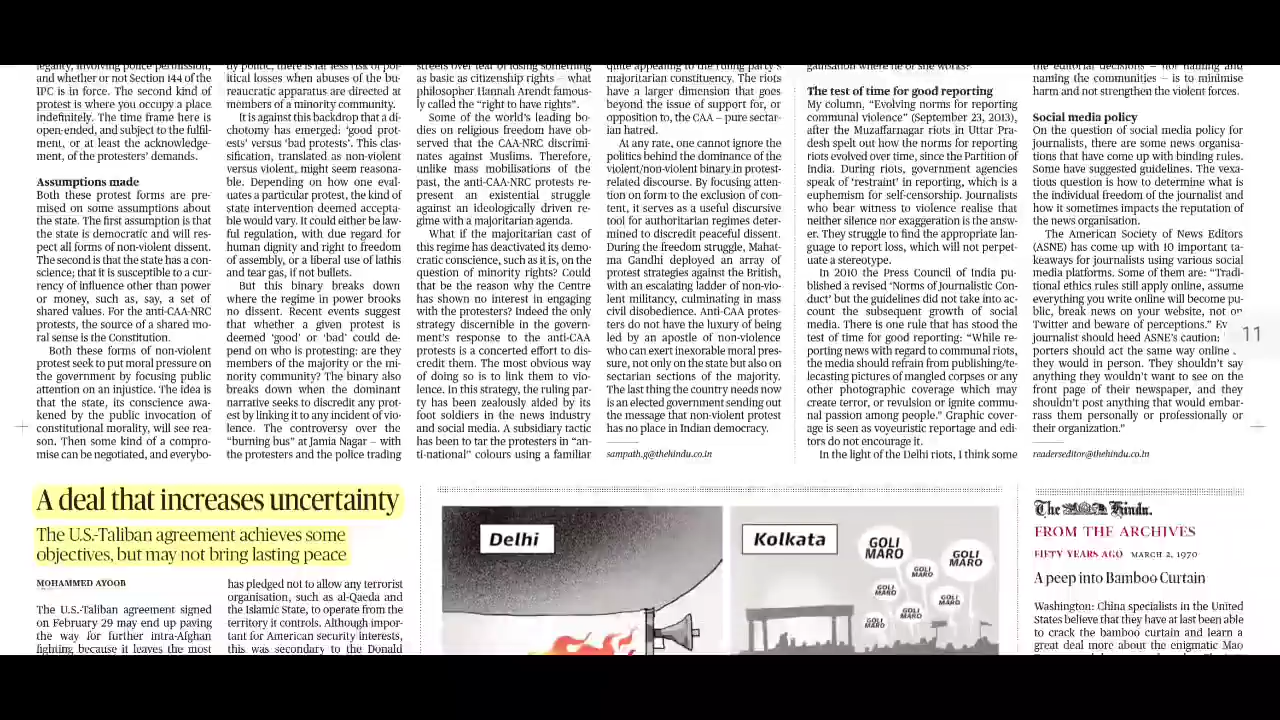 legality, involving police permission,
and whether or not Section 144 of the
IPC is in force. The second kind of
protest is where you occupy a place
indefinitely. The time frame here is
open-ended, and subject to the fulfil-
ment, or at least the acknowledge-
ment, of the protesters' demands.
Assumptions made
Both these protest forms are pre-
mised on some assumptions about
the state. The first assumption is that
the state is democratic and will res-
pect all forms of non-violent dissent.
The second is that the state has a con-
science; that it is susceptible to a cur-
rency of influence other than power
or money, such as, say, a set of
shared values. For the anti-CAA-NRC
protests, the source of a shared mo-
ral sense is the Constitution.
Both these forms of non-violent
protest seek to put moral pressure on
the government by focusing public
attention on an injustice. The idea is
that the state, its conscience awa-
kened by the public invocation of
constitutional morality, will see rea-
son. Then some kind of a compro-
mise can be negotiated, and everybo-
ty politic, there is far less risk of pol-
itical losses when abuses of the bu-
reaucratic apparatus are directed at
members of a minority community.
It is against this backdrop that a di-
chotomy has emerged: 'good prot-
ests' versus 'bad protests'. This clas-
sification, translated as non-violent
versus violent, might seem reasona-
ble. Depending on how one eval-
uates a particular protest, the kind of
state intervention deemed accepta-
ble would vary. It could either be law-
ful regulation, with due regard for
human dignity and right to freedom
of assembly, or a liberal use of lathis
and tear gas, if not bullets.
But this binary breaks down
where the regime in power brooks
no dissent. Recent events suggest
that whether a given protest is
deemed 'good' or 'bad' could de-
pend on who is protesting: are they
members of the majority or the mi-
nority community? The binary also
breaks down when the dominant
narrative seeks to discredit any prot-
est by linking it to any incident of vio-
lence. The controversy over the
"burning bus" at Jamia Nagar – with
the protesters and the police trading
streets over fear of losing something
as basic as citizenship rights – what
philosopher Hannah Arendt famous-
ly called the "right to have rights".
Some of the world's leading bo-
dies on religious freedom have ob-
served that the CAA-NRC discrimi-
nates against Muslims. Therefore,
unlike mass mobilisations of the
past, the anti-CAA-NRC protests re-
present an existential struggle
against an ideologically driven re-
gime with a majoritarian agenda.
What if the majoritarian cast of
this regime has deactivated its demo-
cratic conscience, such as it is, on the
question of minority rights? Could
that be the reason why the Centre
has shown no interest in engaging
with the protesters? Indeed the only
strategy discernible in the govern-
ment's response to the anti-CAA
protests is a concerted effort to dis-
credit them. The most obvious way
of doing so is to link them to vio-
lence. In this strategy, the ruling par-
ty has been zealously aided by its
foot soldiers in the news industry
and social media. A subsidiary tactic
has been to tar the protesters in "an-
ti-national" colours using a familiar
quite appealing to the ruling party's
majoritarian constituency. The riots
have a larger dimension that goes
beyond the issue of support for, or
opposition to, the CAA – pure sectar-
ian hatred.
At any rate, one cannot ignore the
politics behind the dominance of the
violent/non-violent binary in protest-
related discourse. By focusing atten-
tion on form to the exclusion of con-
tent, it serves as a useful discursive
tool for authoritarian regimes deter-
mined to discredit peaceful dissent.
During the freedom struggle, Mahat-
ma Gandhi deployed an array of
protest strategies against the British,
with an escalating ladder of non-vio-
lent militancy, culminating in mass
civil disobedience. Anti-CAA protes-
ters do not have the luxury of being
led by an apostle of non-violence
who can exert inexorable moral pres-
sure, not only on the state but also on
sectarian sections of the majority.
The last thing the country needs now
is an elected government sending out
the message that non-violent protest
has no place in Indian democracy.
sampath.g@thehindu.co.in
gansation where he or she works?
The test of time for good reporting
My column, "Evolving norms for reporting
communal violence" (September 23, 2013),
after the Muzaffarnagar riots in Uttar Pra-
desh spelt out how the norms for reporting
riots evolved over time, since the Partition of
India. During riots, government agencies
speak of 'restraint' in reporting, which is a
euphemism for self-censorship. Journalists
who bear witness to violence realise that
neither silence nor exaggeration is the answ-
er. They struggle to find the appropriate lan-
guage to report loss, which will not perpet-
uate a stereotype.
In 2010 the Press Council of India pu-
blished a revised 'Norms of Journalistic Con-
duct' but the guidelines did not take into ac-
count the subsequent growth of social
media. There is one rule that has stood the
test of time for good reporting: "While re-
porting news with regard to communal riots,
the media should refrain from publishing/te-
lecasting pictures of mangled corpses or any
other photographic coverage which may
create terror, or revulsion or ignite commu-
nal passion among people." Graphic cover-
age is seen as voyeuristic reportage and edi-
tors do not encourage it.
In the light of the Delhi riots, I think some
the editorial decisions – not naming and
naming the communities – is to minimise
harm and not strengthen the violent forces.
Social media policy
On the question of social media policy for
journalists, there are some news organisa-
tions that have come up with binding rules.
Some have suggested guidelines. The vexa-
tious question is how to determine what is
the individual freedom of the journalist and
how it sometimes impacts the reputation of
the news organisation.
The American Society of News Editors
(ASNE) has come up with 10 important ta-
keaways for journalists using various social
media platforms. Some of them are: "Tradi-
tional ethics rules still apply online, assume
everything you write online will become pu-
blic, break news on your website, not on
Twitter and beware of perceptions." Ev
journalist should heed ASNE's caution:
porters should act the same way online
they would in person. They shouldn't say
anything they wouldn't want to see on the
front page of their newspaper, and they
shouldn't post anything that would embar-
rass them personally or professionally or
their organization."
readerseditor@thehindu.co.in
11
A deal that increases uncertainty
The U.S.-Taliban agreement achieves some
objectives, but may not bring lasting peace
MOHAMMED AYOOB
The U.S.-Taliban agreement signed
on February 29 may end up paving
the way for further intra-Afghan
fighting because it leaves the most
has pledged not to allow any terrorist
organisation, such as al-Qaeda and
the Islamic State, to operate from the
territory it controls. Although impor-
tant for American security interests,
this was secondary to the Donald
Delhi
Kolkata
GOLI
MARO
GOLI
MARO
GOLI
MARO
GOLI
MARO
GOLI
MARO
GOLI
MARO
GOLI
MARO
The Hindu.
FROM THE ARCHIVES
FIFTY YEARS AGO MARCH 2, 1970
A peep into Bamboo Curtain
Washington: China specialists in the United
States believe that they have at last been able
to crack the bamboo curtain and learn a
great deal more about the enigmatic Mao